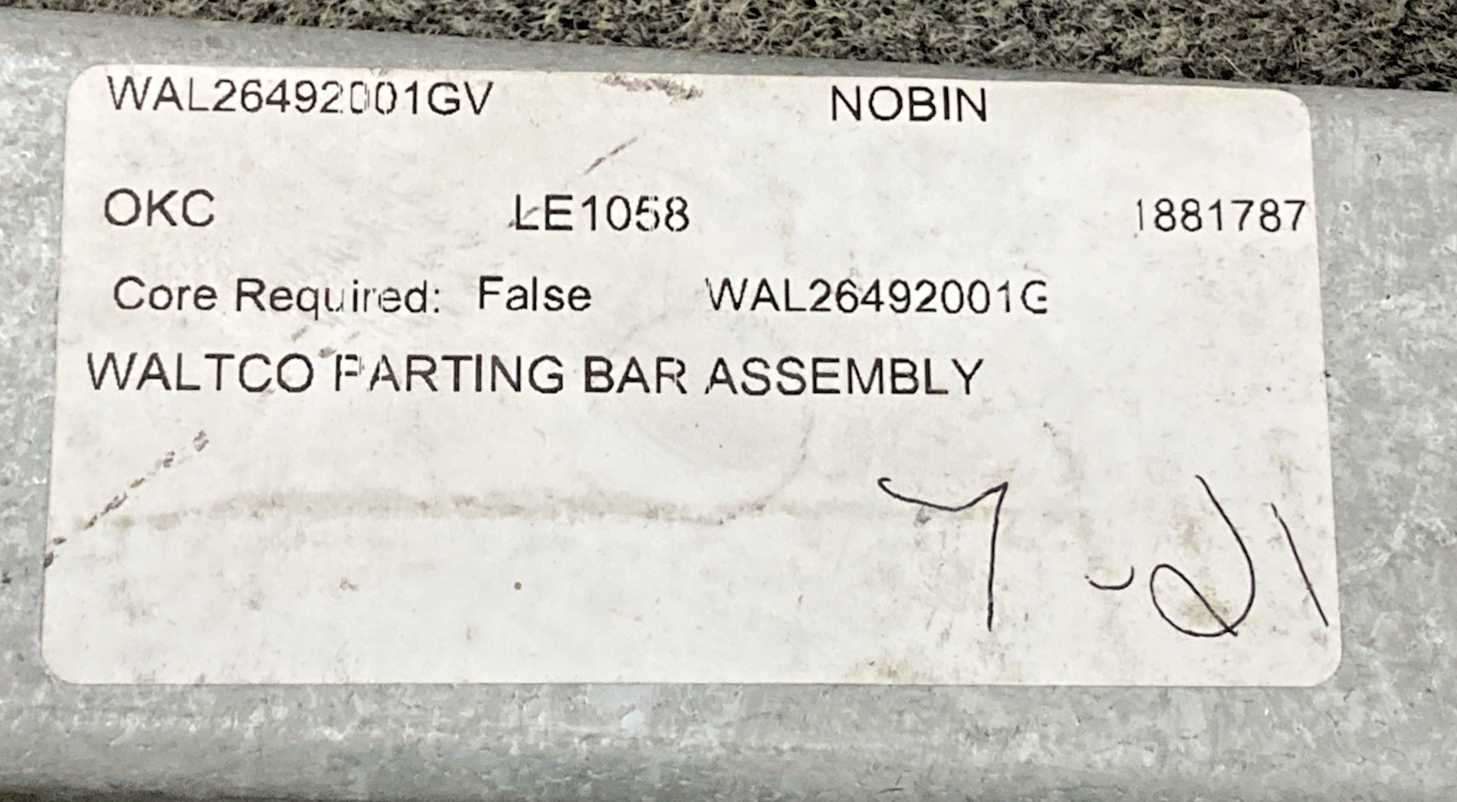 WAL26492001GV NOBIN
OKC LE1058 1881787
Core Required: False WAL26492001G
WALTCO PARTING BAR ASSEMBLY
7-21